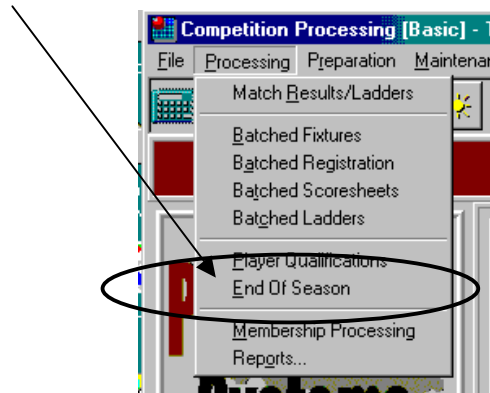 Competition Processing [Basic] -
File Processing Preparation Maintenan
Match Results/Ladders
Batched Fixtures
Batched Registration
Batched Scoresheets
Batched Ladders
Player Qualifications
End Of Season
Membership Processing
Reports...